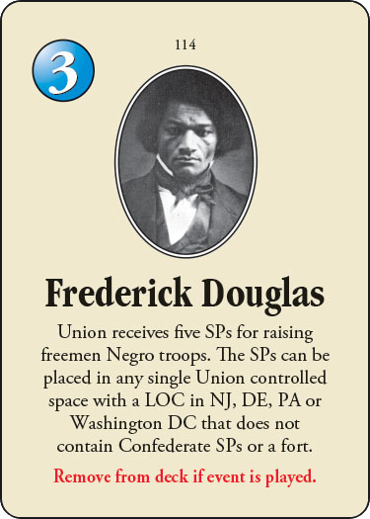 3
114
Frederick Douglas
Union receives five SPs for raising
freemen Negro troops. The SPs can be
placed in any single Union controlled
space with a LOC in NJ, DE, PA or
Washington DC that does not
contain Confederate SPs or a fort.
Remove from deck if event is played.